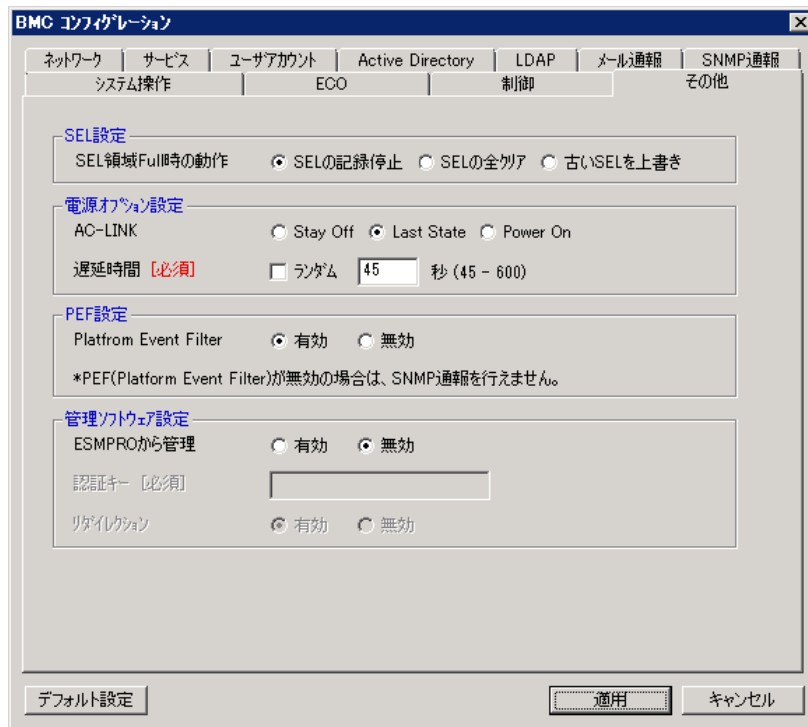 BMC コンフィグレーション
ネットワーク サービス ユーザアカウント Active Directory LDAP メール通報 SNMP通報
システム操作 ECO 制御 その他
SEL設定
SEL領域Full時の動作 SELの記録停止 SELの全クリア 古いSELを上書き
電源オプション設定
AC-LINK Stay Off Last State Power On
遅延時間 [必須] ランダム 45 秒 (45 - 600)
PEF設定
Platfrom Event Filter 有効 無効
*PEF(Platform Event Filter)が無効の場合は、SNMP通報を行えません。
管理ソフトウェア設定
ESMPROから管理 有効 無効
認証キー [必須]
リダイレクション 有効 無効
デフォルト設定 適用 キャンセル